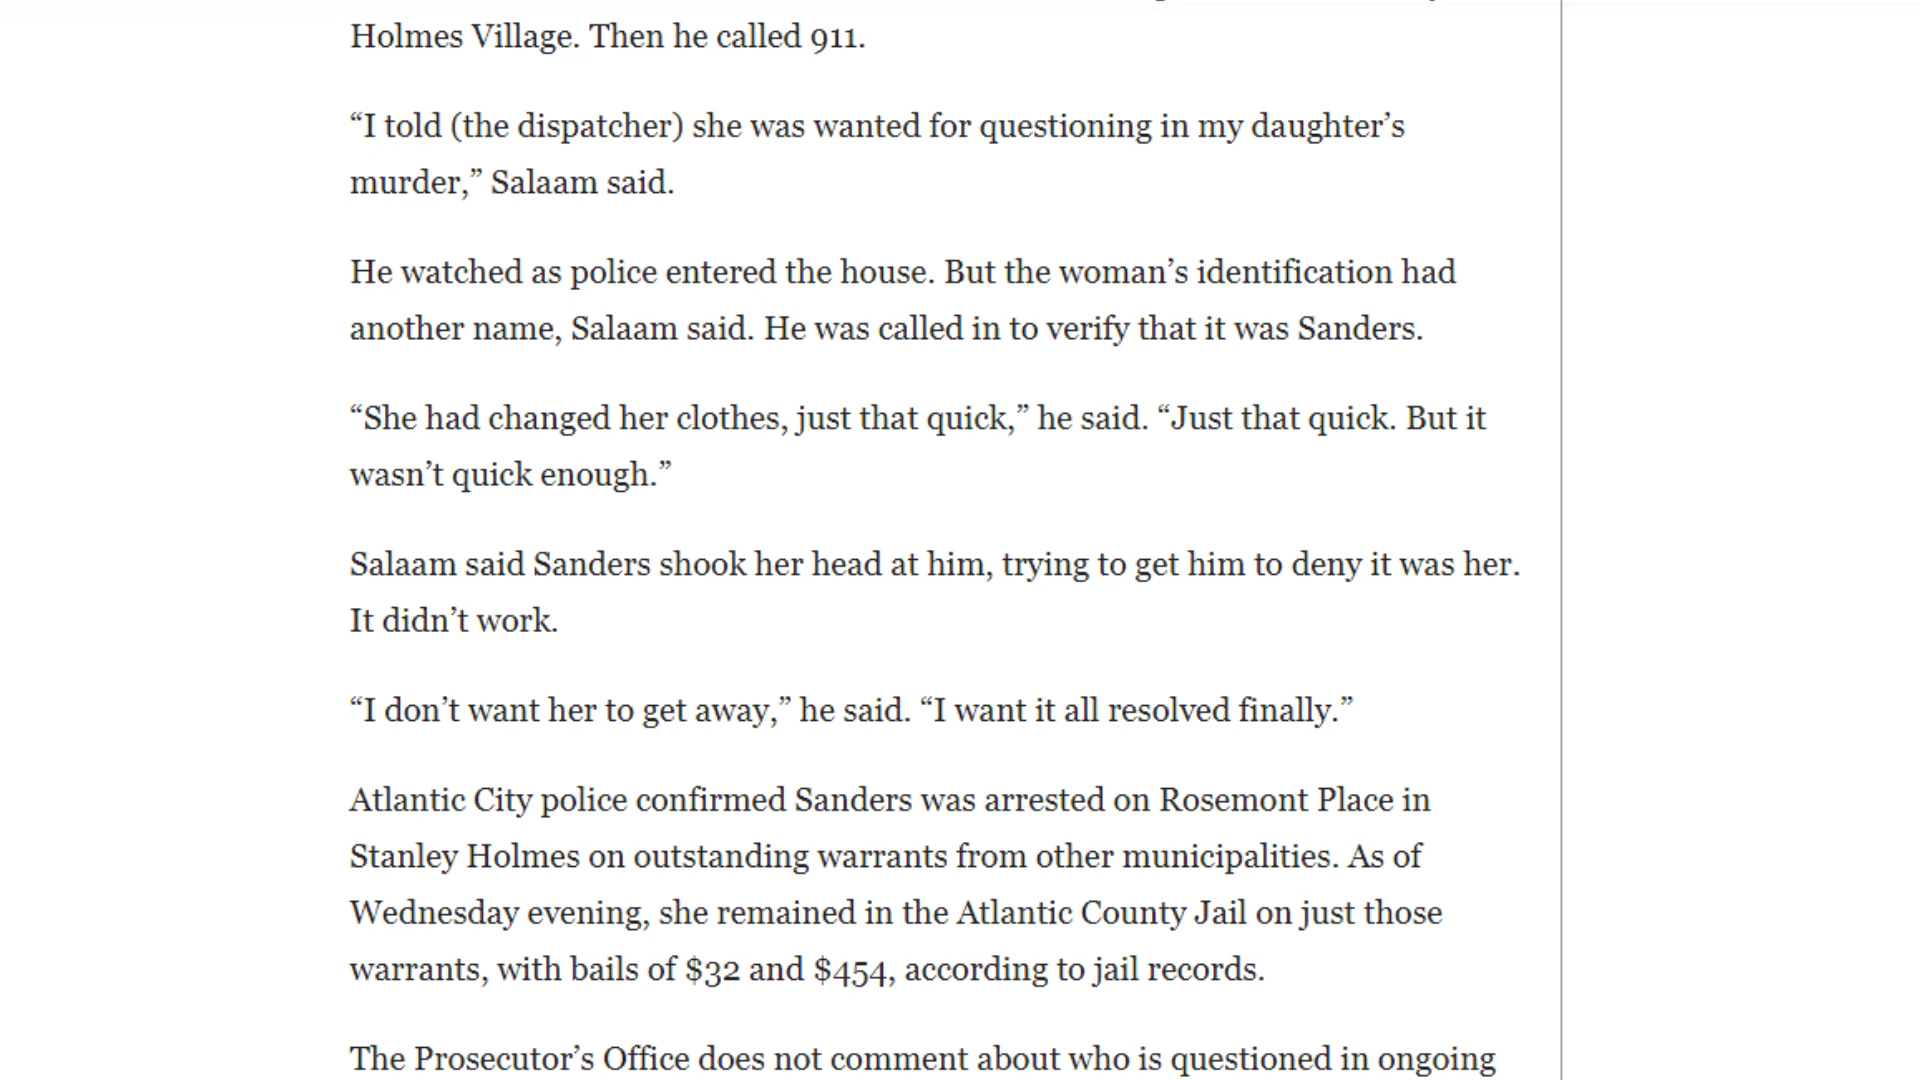 Holmes Village. Then he called 911.
“I told (the dispatcher) she was wanted for questioning in my daughter’s
murder,” Salaam said.
He watched as police entered the house. But the woman’s identification had
another name, Salaam said. He was called in to verify that it was Sanders.
“She had changed her clothes, just that quick,” he said. “Just that quick. But it
wasn’t quick enough.”
Salaam said Sanders shook her head at him, trying to get him to deny it was her.
It didn’t work.
“I don’t want her to get away,” he said. “I want it all resolved finally.”
Atlantic City police confirmed Sanders was arrested on Rosemont Place in
Stanley Holmes on outstanding warrants from other municipalities. As of
Wednesday evening, she remained in the Atlantic County Jail on just those
warrants, with bails of $32 and $454, according to jail records.
The Prosecutor’s Office does not comment about who is questioned in ongoing